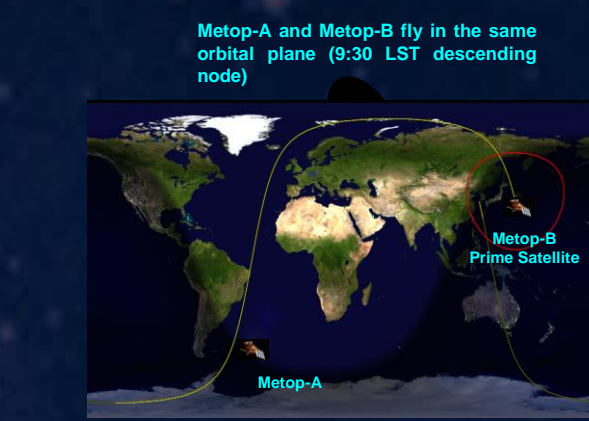 Metop-A and Metop-B fly in the same
orbital plane (9:30 LST descending
node)
Metop-B
Prime Satellite
Metop-A